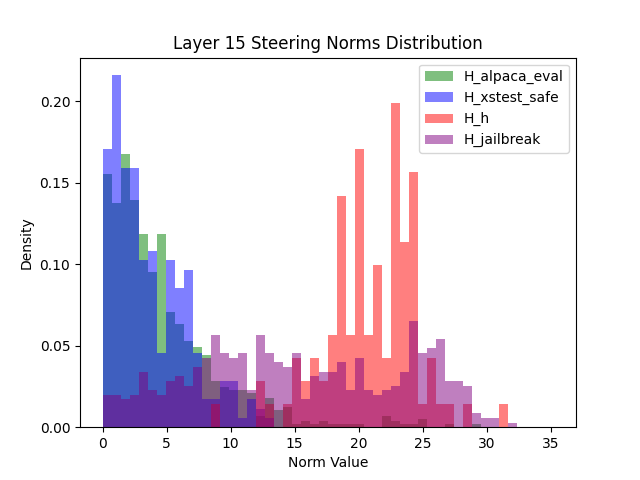 Layer 15 Steering Norms Distribution
H_alpaca_eval
H_xstest_safe
H_h
H_jailbreak
Density
0.20
0.15
0.10
0.05
0.00
0 5 10 15 20 25 30 35
Norm Value